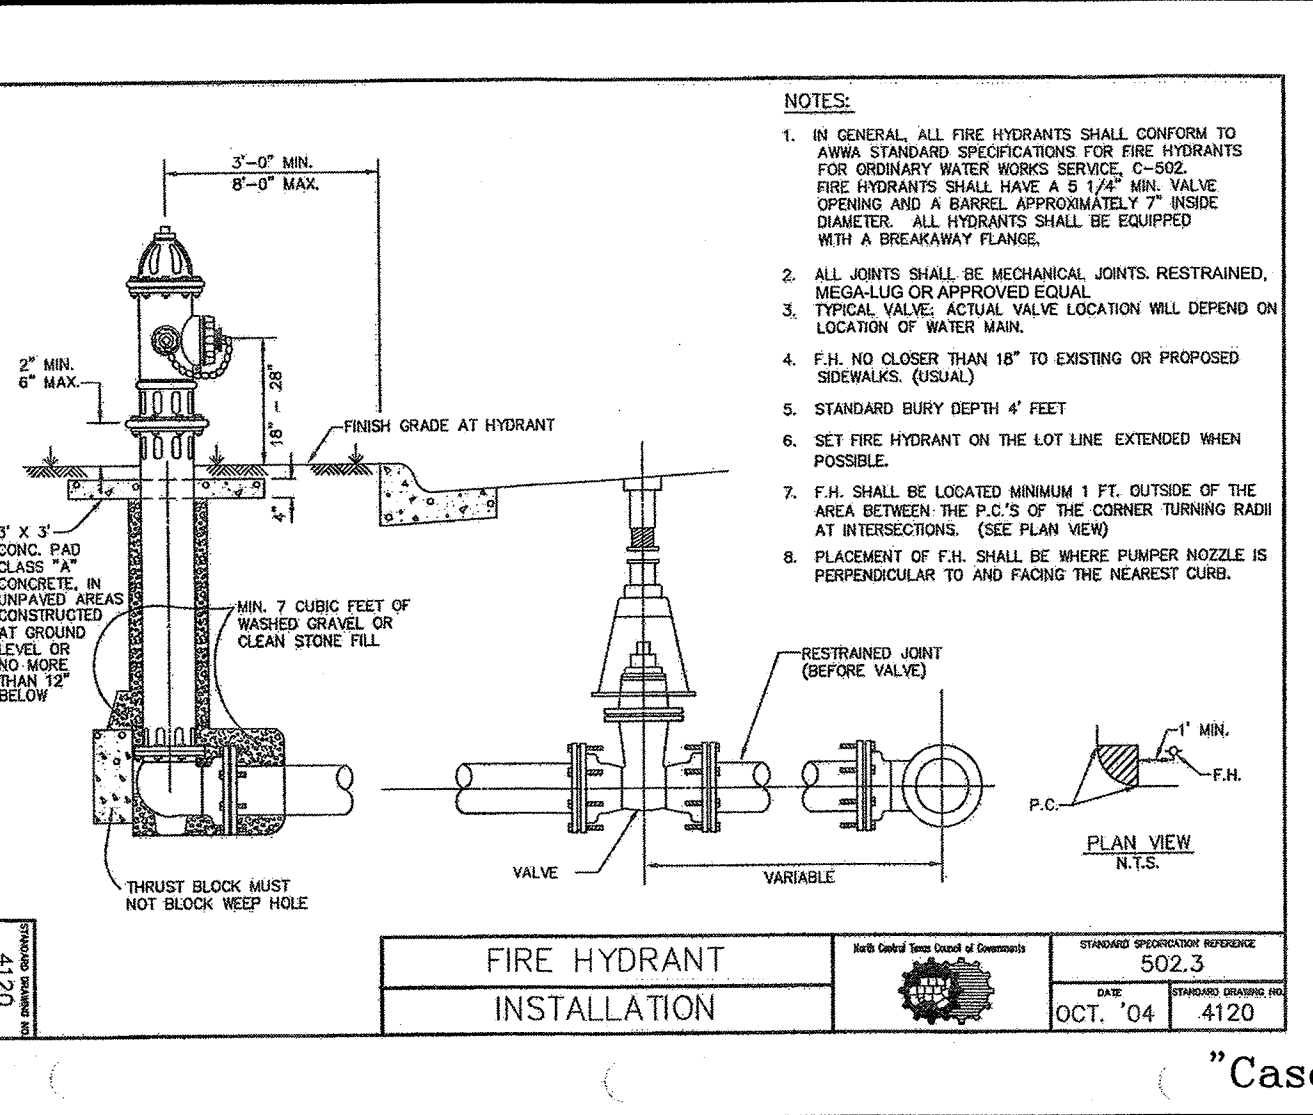 NOTES:
1. IN GENERAL, ALL FIRE HYDRANTS SHALL CONFORM TO
AWWA STANDARD SPECIFICATIONS FOR FIRE HYDRANTS
FOR ORDINARY WATER WORKS SERVICE, C-502.
FIRE HYDRANTS SHALL HAVE A 5 1/4" MIN. VALVE
OPENING AND A BARREL APPROXIMATELY 7" INSIDE
DIAMETER. ALL HYDRANTS SHALL BE EQUIPPED
WITH A BREAKAWAY FLANGE.
2. ALL JOINTS SHALL BE MECHANICAL JOINTS. RESTRAINED,
MEGA-LUG OR APPROVED EQUAL
3. TYPICAL VALVE: ACTUAL VALVE LOCATION WILL DEPEND ON
LOCATION OF WATER MAIN.
4. F.H. NO CLOSER THAN 18" TO EXISTING OR PROPOSED
SIDEWALKS. (USUAL)
5. STANDARD BURY DEPTH 4' FEET
6. SET FIRE HYDRANT ON THE LOT LINE EXTENDED WHEN
POSSIBLE.
7. F.H. SHALL BE LOCATED MINIMUM 1 FT. OUTSIDE OF THE
AREA BETWEEN THE P.C.'S OF THE CORNER TURNING RADII
AT INTERSECTIONS. (SEE PLAN VIEW)
8. PLACEMENT OF F.H. SHALL BE WHERE PUMPER NOZZLE IS
PERPENDICULAR TO AND FACING THE NEAREST CURB.
3'-0" MIN.
8'-0" MAX.
2" MIN.
6" MAX.
18" - 28"
FINISH GRADE AT HYDRANT
4"
3' X 3'
CONC. PAD
CLASS "A"
CONCRETE, IN
UNPAVED AREAS
CONSTRUCTED
AT GROUND
LEVEL OR
NO MORE
THAN 12"
BELOW
MIN. 7 CUBIC FEET OF
WASHED GRAVEL OR
CLEAN STONE FILL
RESTRAINED JOINT
(BEFORE VALVE)
1' MIN.
F.H.
P.C.
PLAN VIEW
N.T.S.
VALVE
VARIABLE
THRUST BLOCK MUST
NOT BLOCK WEEP HOLE
STANDARD DRAWING NO.
4120
FIRE HYDRANT
INSTALLATION
North Central Texas Council of Governments
STANDARD SPECIFICATION REFERENCE
502.3
DATE
OCT. '04
STANDARD DRAWING NO.
4120
"Case